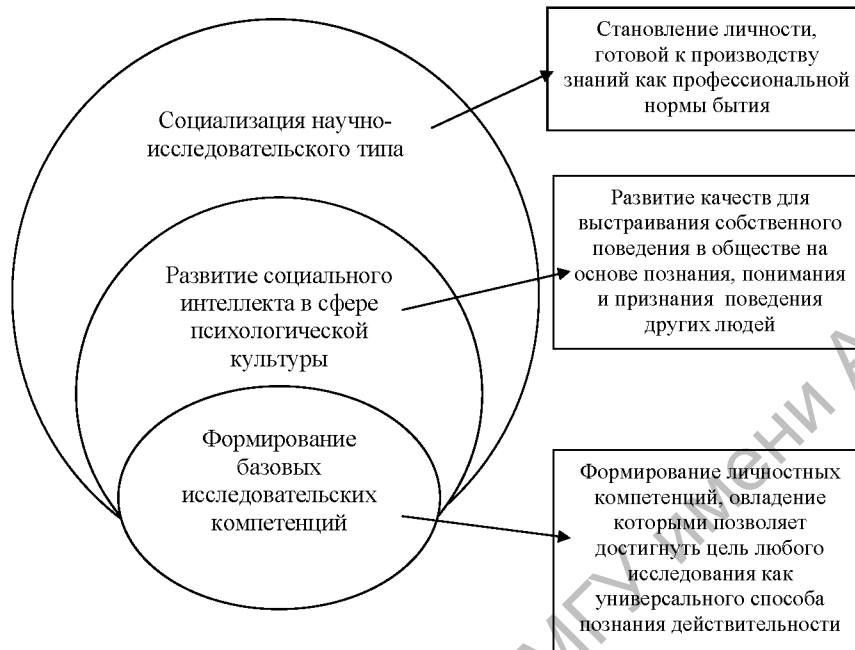 Становление личности,
готовой к производству
знаний как профессиональной
нормы бытия
Социализация научно-
исследовательского типа
Развитие качеств для
выстраивания собственного
поведения в обществе на
основе познания, понимания
и признания поведения
других людей
Развитие социального
интеллекта в сфере
психологической
культуры
Формирование
базовых
исследовательских
компетенций
Формирование личностных
компетенций, овладение
которыми позволяет
достигнуть цель любого
исследования как
универсального способа
познания действительности
МГУ имени А